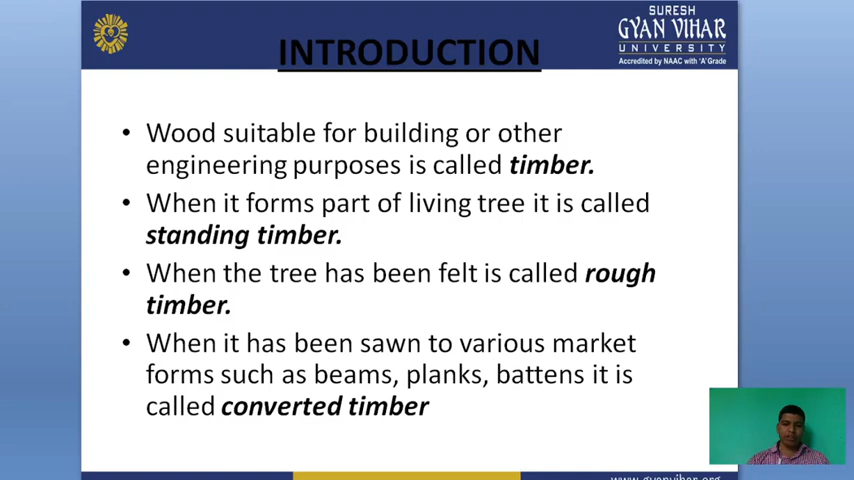 SURESH
GYAN VIHAR
UNIVERSITY
Accredited by NAAC with 'A' Grade
INTRODUCTION
• Wood suitable for building or other
engineering purposes is called timber.
• When it forms part of living tree it is called
standing timber.
• When the tree has been felt is called rough
timber.
• When it has been sawn to various market
forms such as beams, planks, battens it is
called converted timber
www.gyanvihar.org